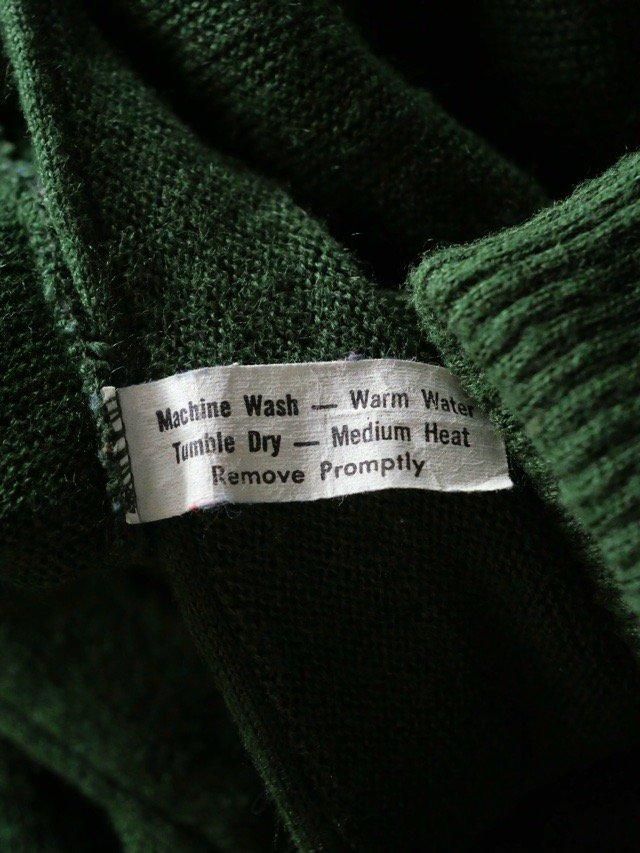 Machine Wash — Warm Water
Tumble Dry — Medium Heat
Remove Promptly